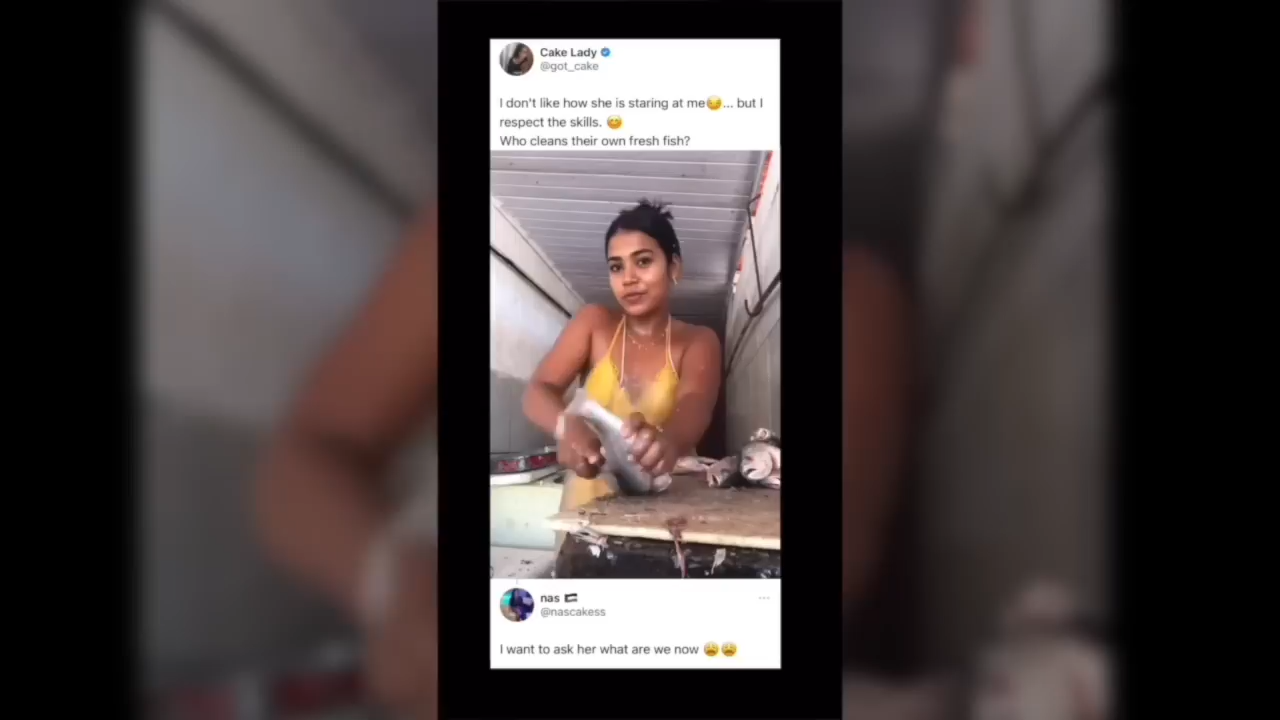 Cake Lady
@got_cake
I don't like how she is staring at me😏... but I
respect the skills. 😊
Who cleans their own fresh fish?
nas
@nascakess
I want to ask her what are we now 😩😩